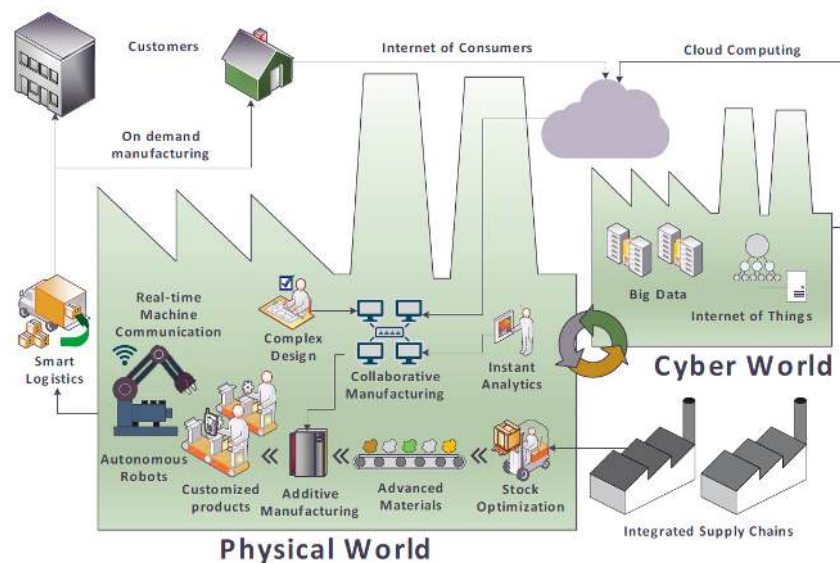 Customers
Internet of Consumers
Cloud Computing
On demand
manufacturing
Big Data
Internet of Things
Cyber World
Real-time
Machine
Communication
Complex
Design
Collaborative
Manufacturing
Instant
Analytics
Smart
Logistics
Autonomous
Robots
Customized
products
Additive
Manufacturing
Advanced
Materials
Stock
Optimization
Integrated Supply Chains
Physical World